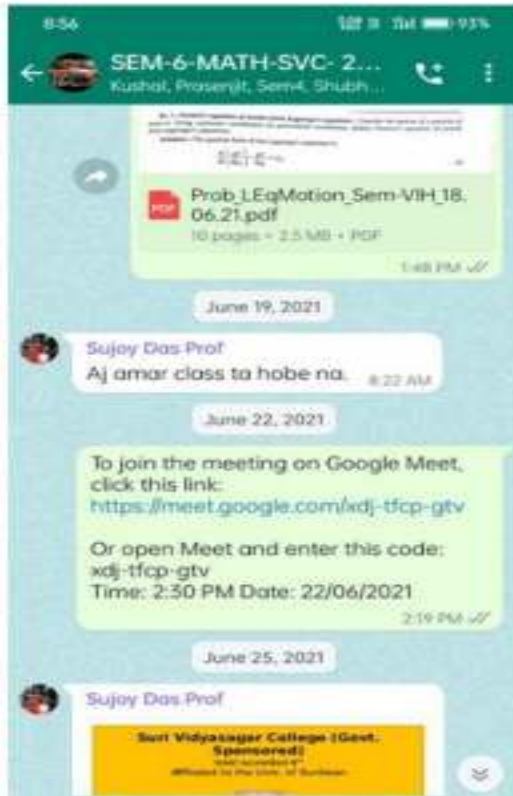 8:56
93%
SEM-6-MATH-SVC- 2...
Kushal, Prosenjit, Sem4, Shubh...
PDF
Prob_LEqMotion_Sem-VIH_18.
06.21.pdf
10 pages • 2.5 MB • PDF
1:48 PM
June 19, 2021
Sujoy Das Prof
Aj amar class ta hobe na.
8:22 AM
June 22, 2021
To join the meeting on Google Meet,
click this link:
https://meet.google.com/xdj-tfcp-gtv
Or open Meet and enter this code:
xdj-tfcp-gtv
Time: 2:30 PM Date: 22/06/2021
2:19 PM
June 25, 2021
Sujoy Das Prof
Suri Vidyasagar College (Govt.
Sponsored)
Affiliated to the Univ. of Burdwan